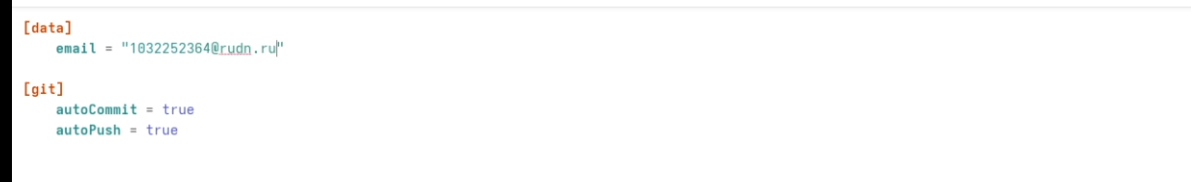 [data]
    email = "1032252364@rudn.ru"

[git]
    autoCommit = true
    autoPush = true